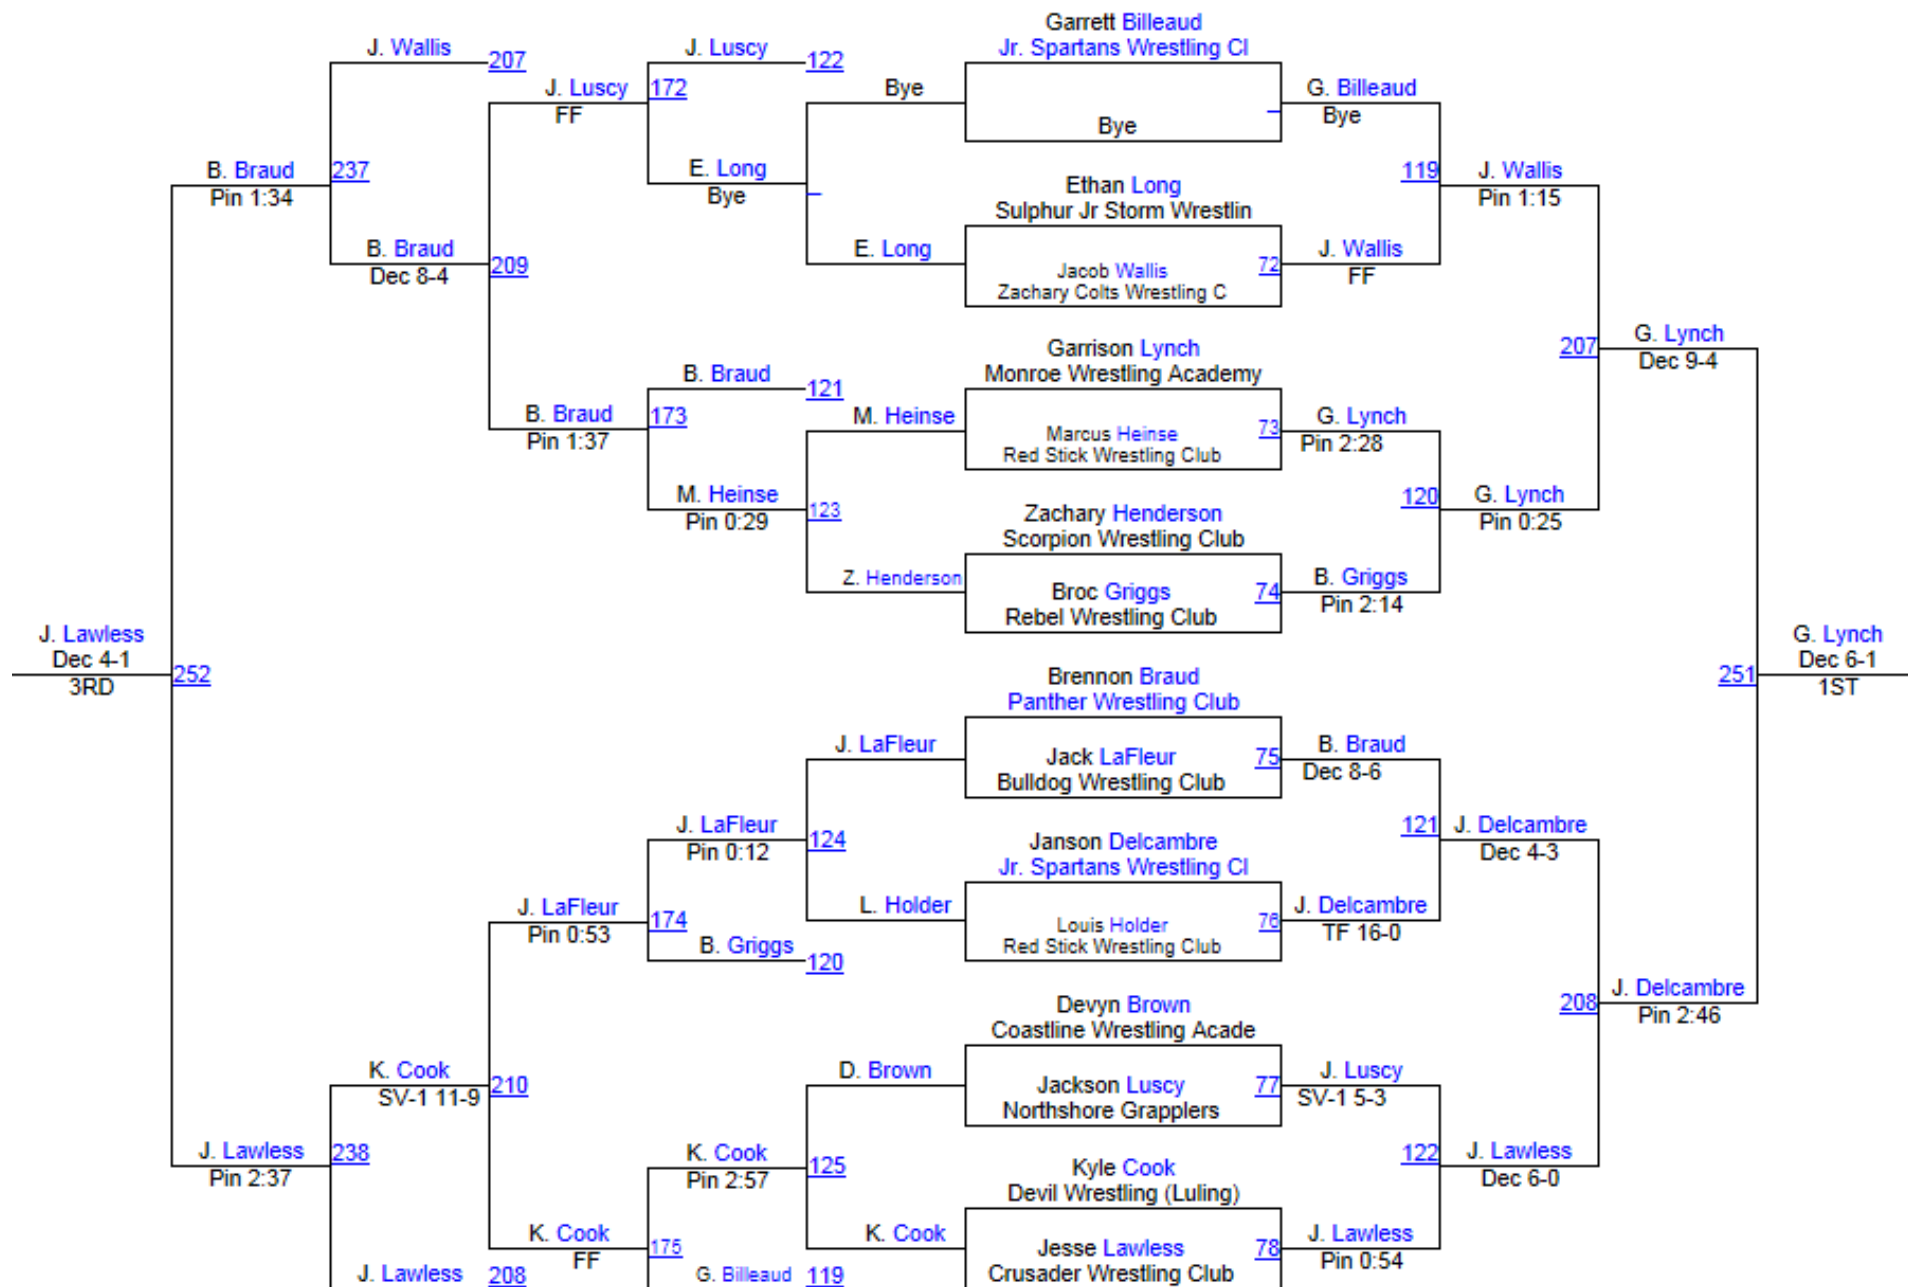 Garrett Billeaud
J. Wallis 207 J. Luscy 122 Jr. Spartans Wrestling Cl
J. Luscy 172 Bye G. Billeaud
FF Bye Bye
B. Braud 237 E. Long 119 J. Wallis
Pin 1:34 Bye Ethan Long Pin 1:15
Sulphur Jr Storm Wrestlin
B. Braud 209 E. Long Jacob Wallis 72 J. Wallis
Dec 8-4 Zachary Colts Wrestling C FF
Garrison Lynch 207 G. Lynch
B. Braud 121 Monroe Wrestling Academy Dec 9-4
B. Braud 173 M. Heinse Marcus Heinse 73 G. Lynch
Pin 1:37 Red Stick Wrestling Club Pin 2:28
M. Heinse 123 120 G. Lynch
Pin 0:29 Zachary Henderson Pin 0:25
Scorpion Wrestling Club
Z. Henderson Broc Griggs 74 B. Griggs
Rebel Wrestling Club Pin 2:14
J. Lawless G. Lynch
Dec 4-1 Dec 6-1
3RD 252 Brennon Braud 251 1ST
Panther Wrestling Club
J. LaFleur Jack LaFleur 75 B. Braud
Bulldog Wrestling Club Dec 8-6
J. LaFleur 124 Janson Delcambre 121 J. Delcambre
Pin 0:12 Jr. Spartans Wrestling Cl Dec 4-3
J. LaFleur 174 L. Holder Louis Holder 76 J. Delcambre
Pin 0:53 B. Griggs 120 Red Stick Wrestling Club TF 16-0
Devyn Brown 208 J. Delcambre
Coastline Wrestling Acade Pin 2:46
K. Cook 210 D. Brown Jackson Luscy 77 J. Luscy
SV-1 11-9 Northshore Grapplers SV-1 5-3
J. Lawless 238 K. Cook 125 Kyle Cook 122 J. Lawless
Pin 2:37 Pin 2:57 Devil Wrestling (Luling) Dec 6-0
K. Cook 175 K. Cook Jesse Lawless 78 J. Lawless
FF Crusader Wrestling Club Pin 0:54
J. Lawless 208 G. Billeaud 119